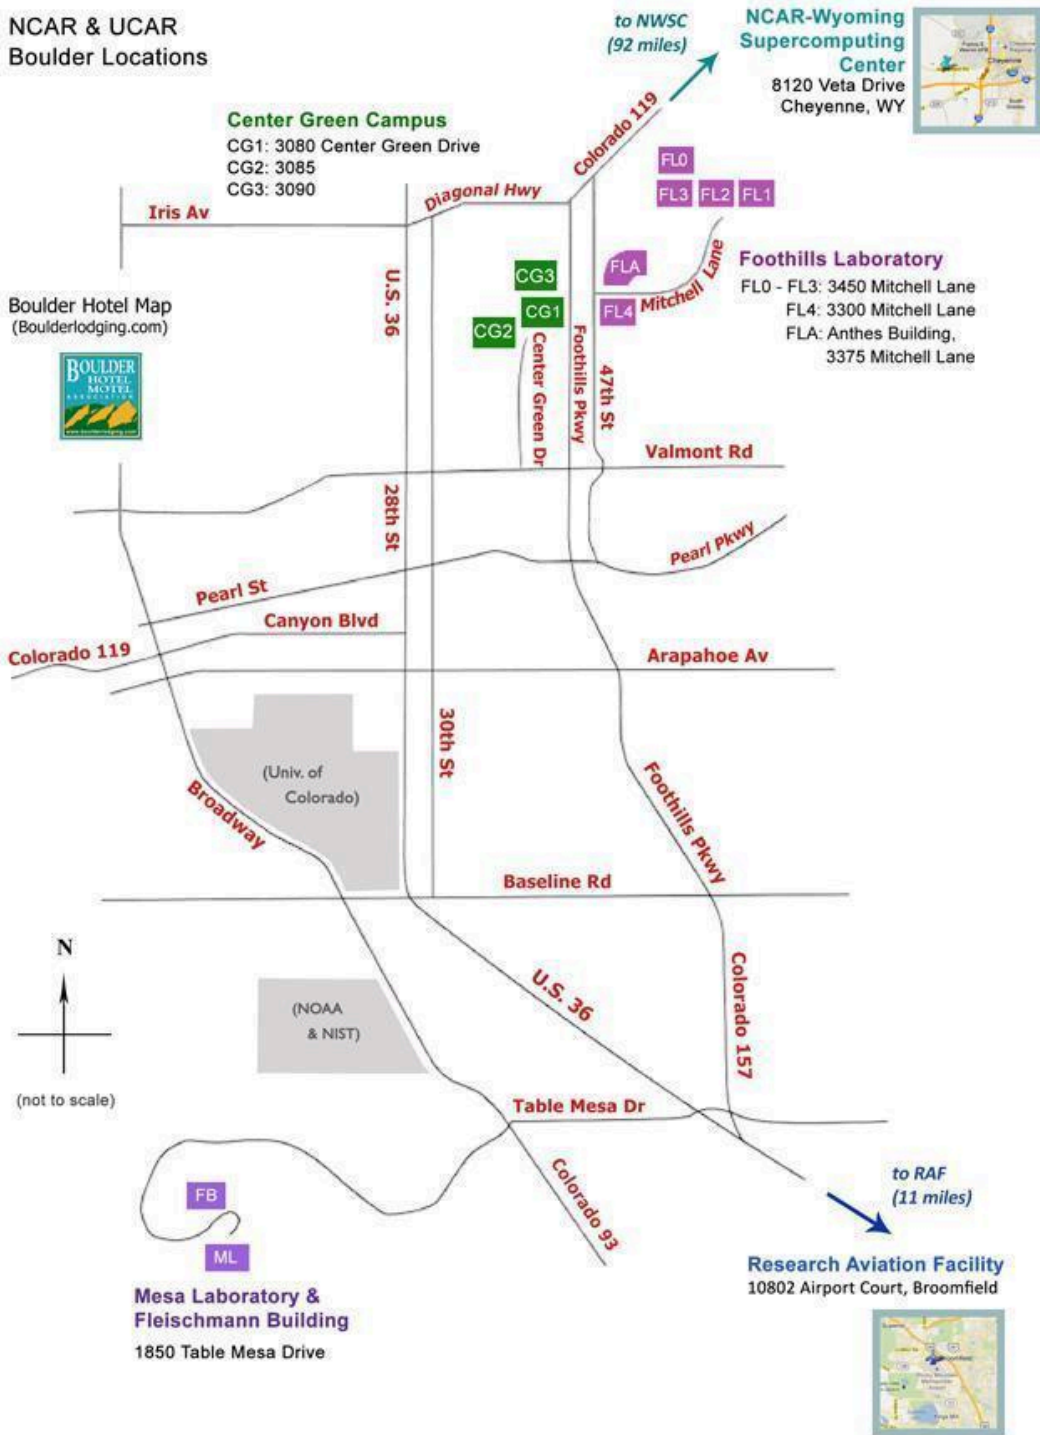 NCAR & UCAR
Boulder Locations
to NWSC
(92 miles)
NCAR-Wyoming
Supercomputing
Center
8120 Veta Drive
Cheyenne, WY
Cheyenne
Center Green Campus
CG1: 3080 Center Green Drive
CG2: 3085
CG3: 3090
Colorado 119
Diagonal Hwy
Iris Av
FL0
FL3
FL2
FL1
U.S. 36
CG3
CG1
CG2
FLA
FL4
Mitchell Lane
Foothills Laboratory
FL0 - FL3: 3450 Mitchell Lane
FL4: 3300 Mitchell Lane
FLA: Anthes Building,
3375 Mitchell Lane
Boulder Hotel Map
(Boulderlodging.com)
BOULDER
HOTEL
MOTEL
ASSOCIATION
www.boulderlodging.com
Center Green Dr
Foothills Pkwy
47th St
Valmont Rd
28th St
Pearl Pkwy
Pearl St
Canyon Blvd
Colorado 119
Arapahoe Av
30th St
(Univ. of
Colorado)
Broadway
Foothills Pkwy
Baseline Rd
N
(not to scale)
(NOAA
& NIST)
U.S. 36
Colorado 157
Table Mesa Dr
Colorado 93
FB
ML
Mesa Laboratory &
Fleischmann Building
1850 Table Mesa Drive
to RAF
(11 miles)
Research Aviation Facility
10802 Airport Court, Broomfield